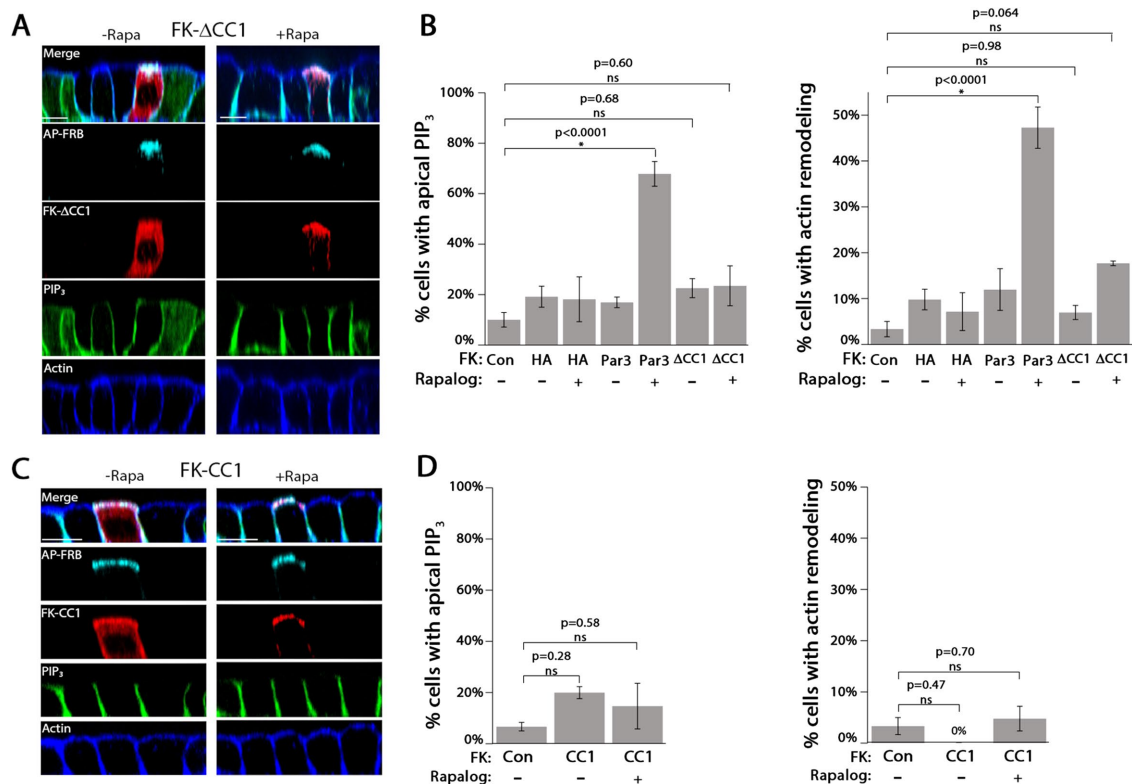 A
FK-ΔCC1
-Rapa
+Rapa
Merge
AP-FRB
FK-ΔCC1
PIP3
Actin
B
% cells with apical PIP3
100%
80%
60%
40%
20%
0%
p=0.60
ns
p=0.68
ns
p<0.0001
*
FK: Con HA HA Par3 Par3 ΔCC1 ΔCC1
Rapalog: – – + – + – +
% cells with actin remodeling
50%
40%
30%
20%
10%
0%
p=0.064
ns
p=0.98
ns
p<0.0001
*
Con HA HA Par3 Par3 ΔCC1 ΔCC1
FK:
Rapalog: – – + – + – +
C
FK-CC1
-Rapa
+Rapa
Merge
AP-FRB
FK-CC1
PIP3
Actin
D
% cells with apical PIP3
100%
80%
60%
40%
20%
0%
p=0.58
ns
p=0.28
ns
FK: Con CC1 CC1
Rapalog: – – +
% cells with actin remodeling
50%
40%
30%
20%
10%
0%
p=0.70
ns
p=0.47
ns
0%
FK: Con CC1 CC1
Rapalog: – – +